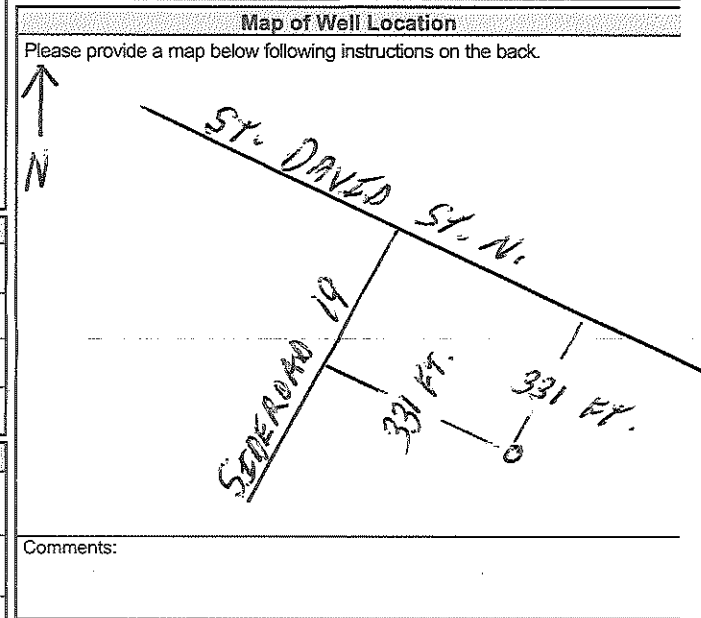 Map of Well Location
Please provide a map below following instructions on the back.
N
ST. DAVID ST. N.
SIDEROAD 19
331 FT.
331 FT.
Comments: